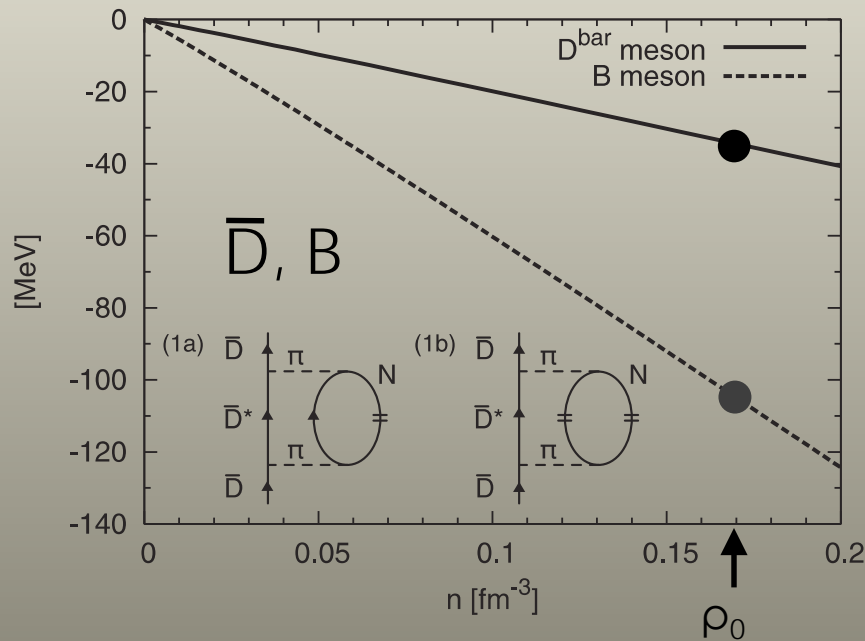 0
D^bar meson
B meson
-20
-40
-60
-80
-100
-120
-140
[MeV]
D̅, B
(1a)
D̅
π
N
D̅*
π
D̅
(1b)
D̅
π
N
D̅*
π
D̅
0
0.05
0.1
0.15
0.2
n [fm⁻³]
ρ₀